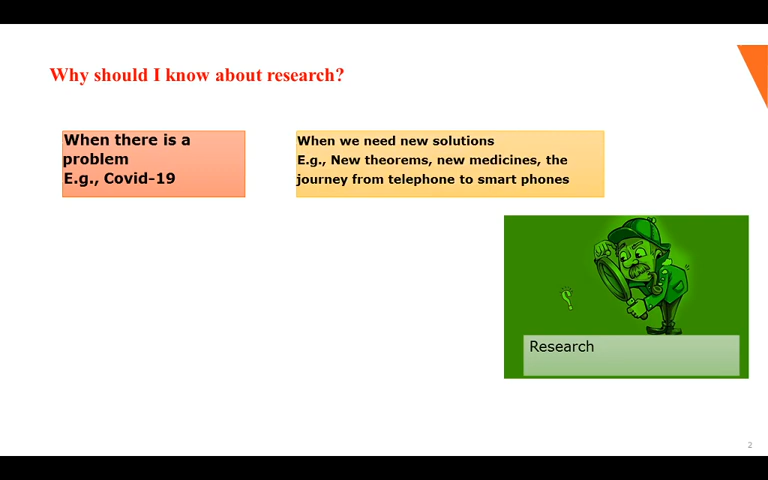 Why should I know about research?
When there is a
problem
E.g., Covid-19
When we need new solutions
E.g., New theorems, new medicines, the
journey from telephone to smart phones
Research
2